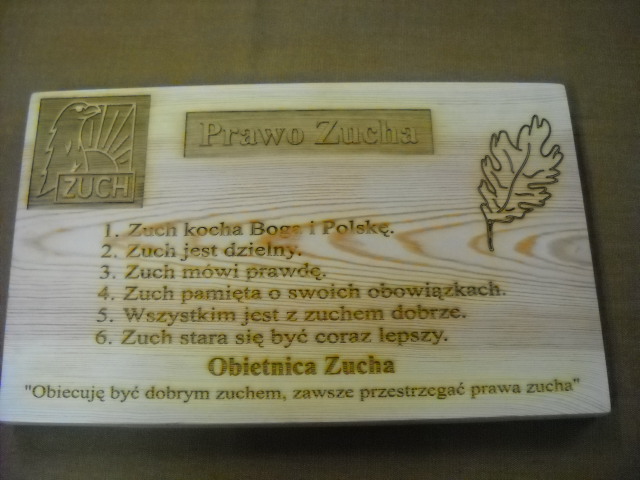 ZUCH
Prawo Zucha
1. Zuch kocha Boga i Polskę.
2. Zuch jest dzielny.
3. Zuch mówi prawdę.
4. Zuch pamięta o swoich obowiązkach.
5. Wszystkim jest z zuchem dobrze.
6. Zuch stara się być coraz lepszy.
Obietnica Zucha
"Obiecuję być dobrym zuchem, zawsze przestrzegać prawa zucha"